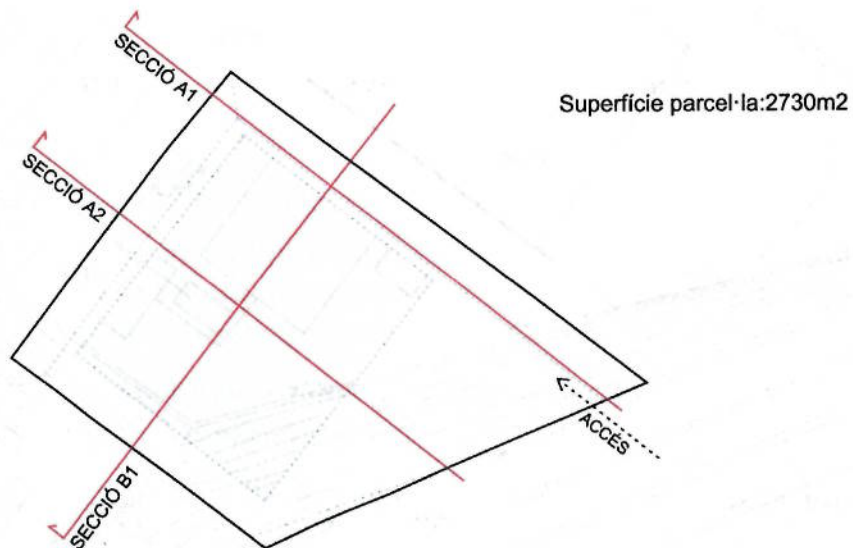 SECCIÓ A1
Superfície parcel·la:2730m2
SECCIÓ A2
ACCÉS
SECCIÓ B1